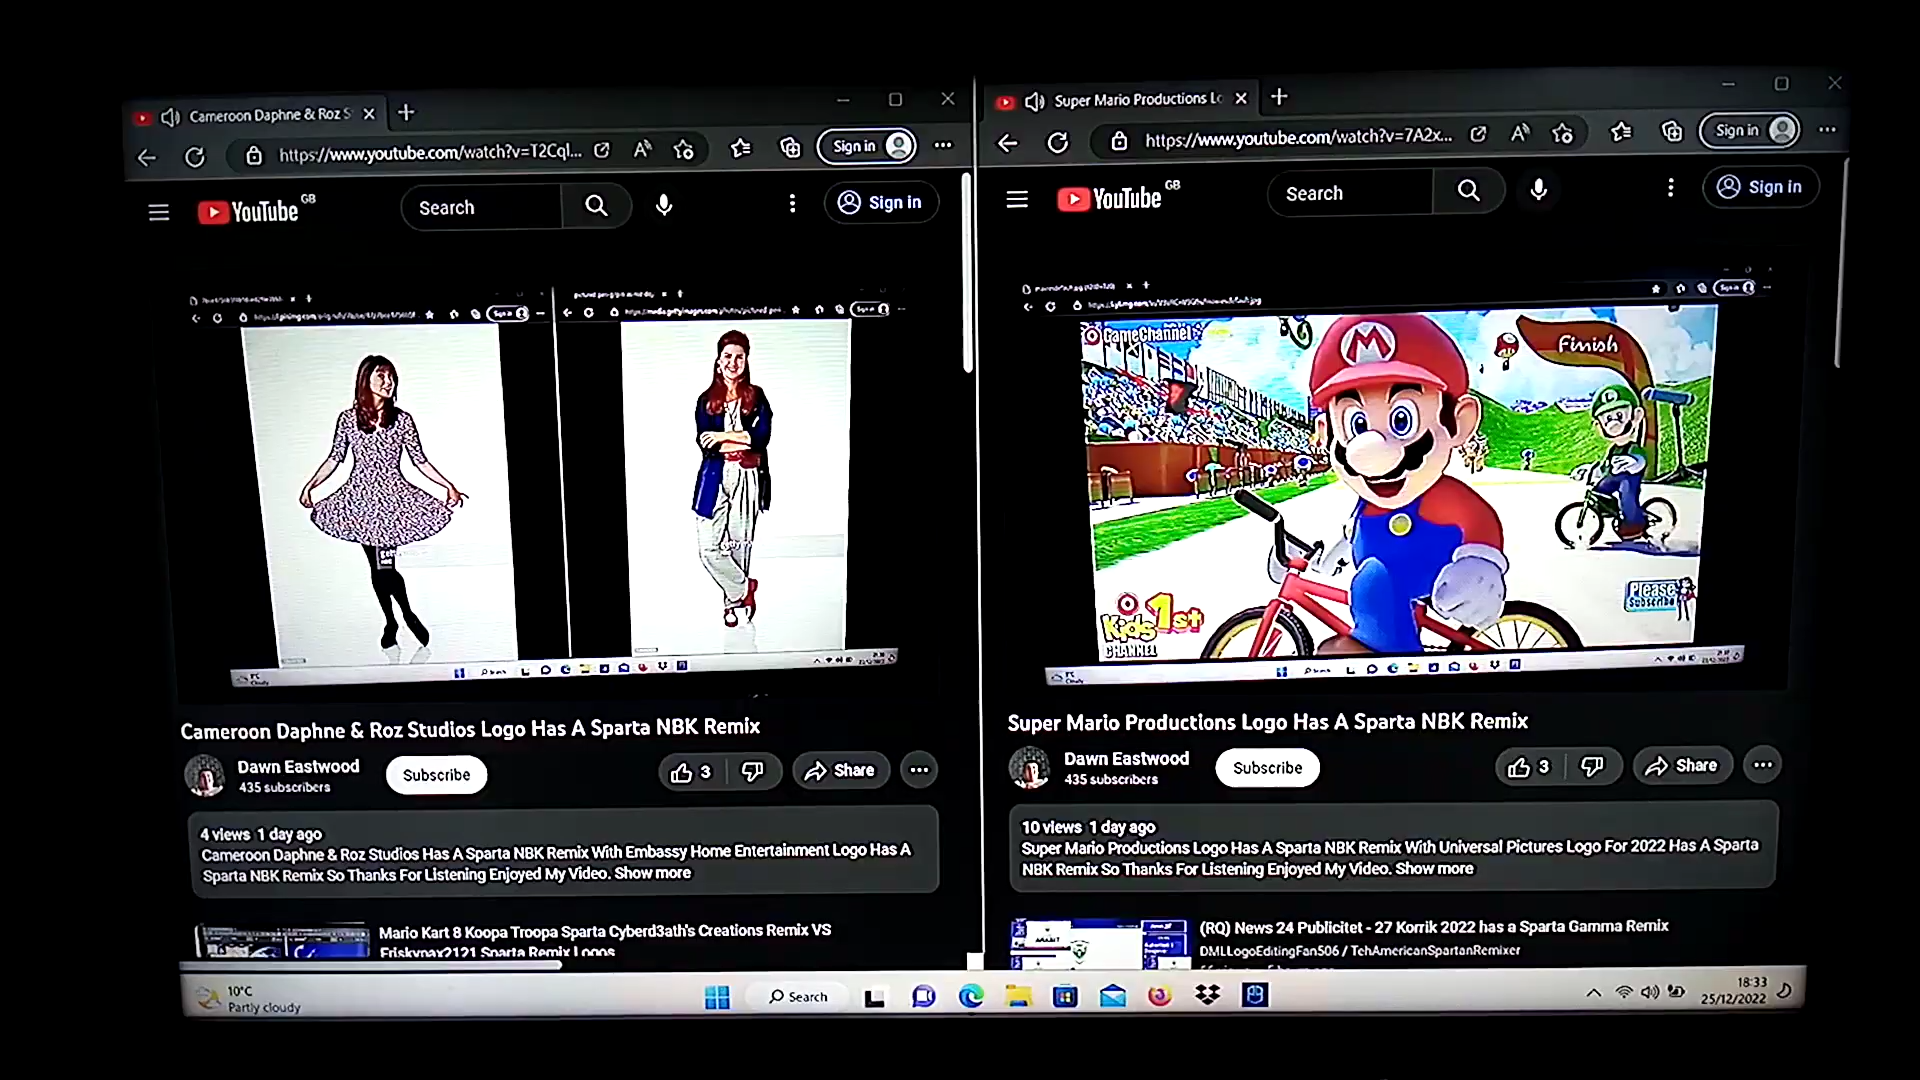 Cameroon Daphne & Roz S
https://www.youtube.com/watch?v=T2Cql...
Sign in
YouTube GB
Search
Sign in
Cameroon Daphne & Roz Studios Logo Has A Sparta NBK Remix
Dawn Eastwood
435 subscribers
Subscribe
3
Share
4 views 1 day ago
Cameroon Daphne & Roz Studios Has A Sparta NBK Remix With Embassy Home Entertainment Logo Has A
Sparta NBK Remix So Thanks For Listening Enjoyed My Video. Show more
Mario Kart 8 Koopa Troopa Sparta Cyberd3ath's Creations Remix VS
Friskypax2121 Sparta Remix Logos
Super Mario Productions Lo
https://www.youtube.com/watch?v=7A2x...
Sign in
YouTube GB
Search
Sign in
GameChannel
M
Finish
L
Kids 1st
CHANNEL
Please
Subscribe
Super Mario Productions Logo Has A Sparta NBK Remix
Dawn Eastwood
435 subscribers
Subscribe
3
Share
10 views 1 day ago
Super Mario Productions Logo Has A Sparta NBK Remix With Universal Pictures Logo For 2022 Has A Sparta
NBK Remix So Thanks For Listening Enjoyed My Video. Show more
(RQ) News 24 Publicitet - 27 Korrik 2022 has a Sparta Gamma Remix
DMLLogoEditingFan506 / TehAmericanSpartanRemixer
10°C
Partly cloudy
Search
18:33
25/12/2022